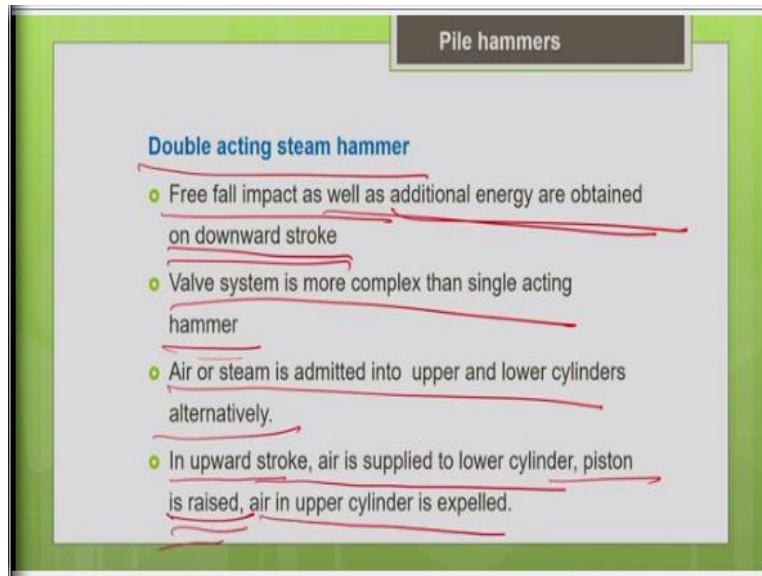 Pile hammers
Double acting steam hammer
Free fall impact as well as additional energy are obtained
on downward stroke
Valve system is more complex than single acting
hammer
Air or steam is admitted into upper and lower cylinders
alternatively.
In upward stroke, air is supplied to lower cylinder, piston
is raised, air in upper cylinder is expelled.